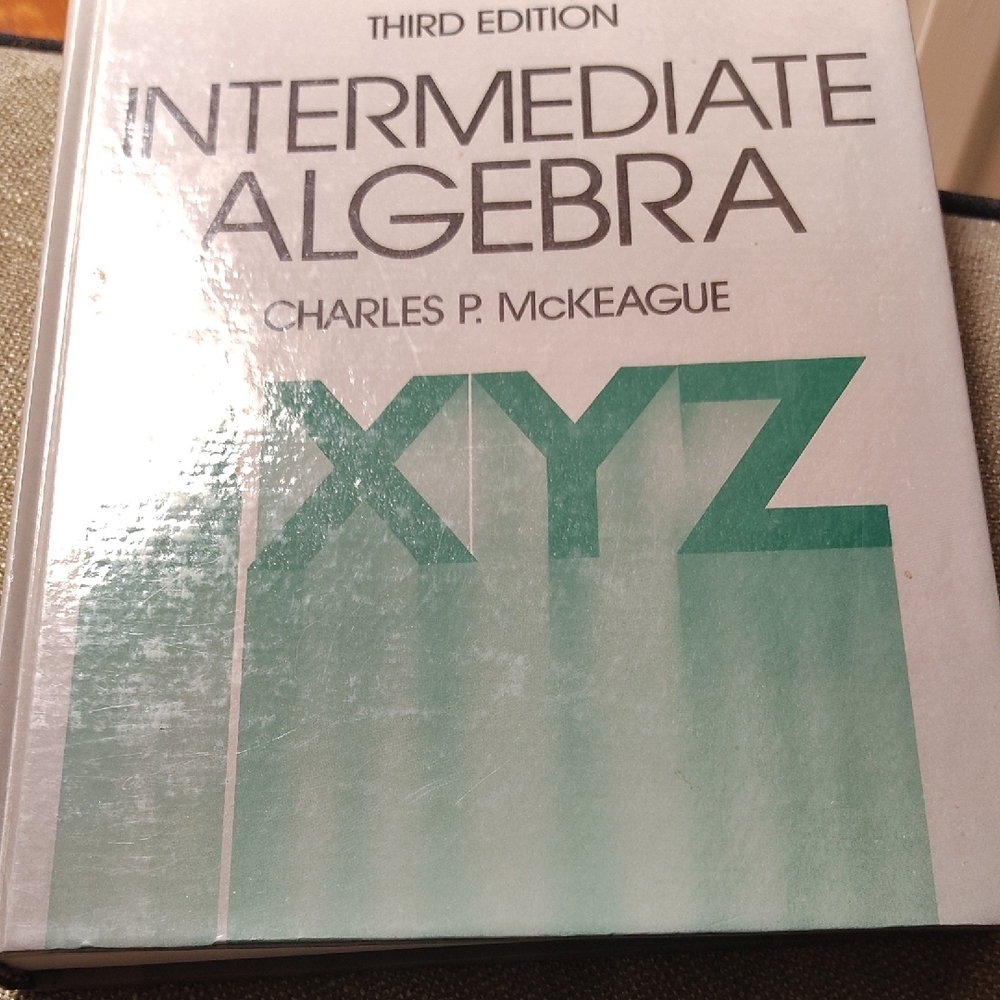 THIRD EDITION
INTERMEDIATE
ALGEBRA
CHARLES P. McKEAGUE
XYZ